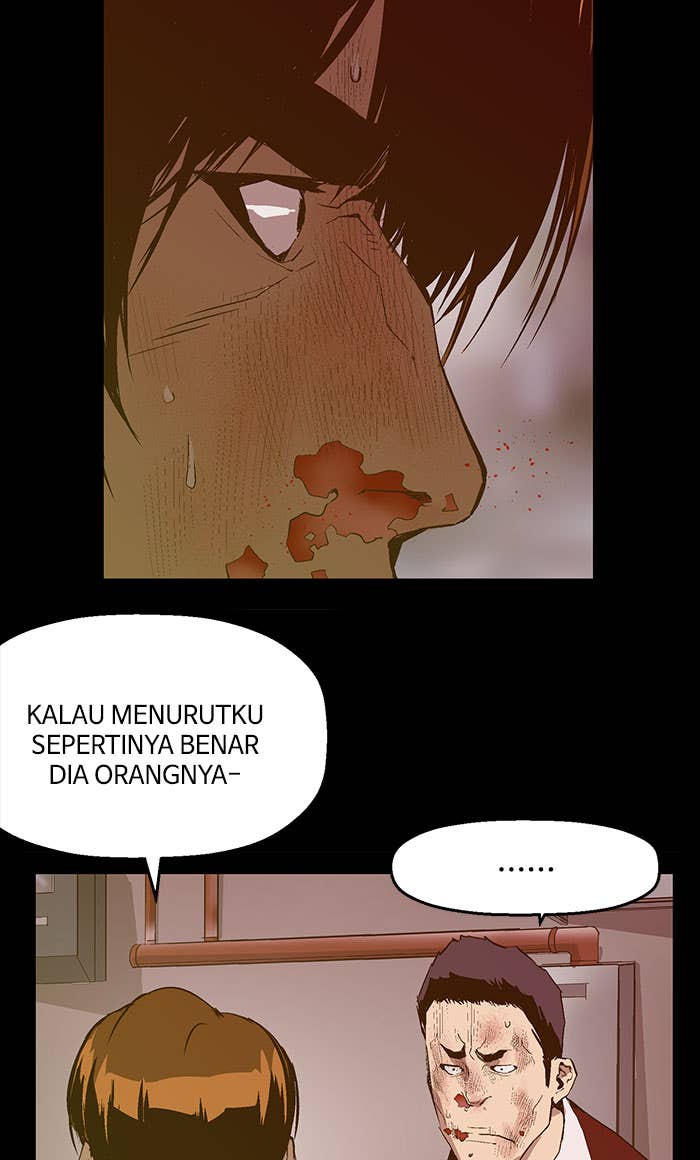 KALAU MENURUTKU
SEPERTINYA BENAR
DIA ORANGNYA-
......